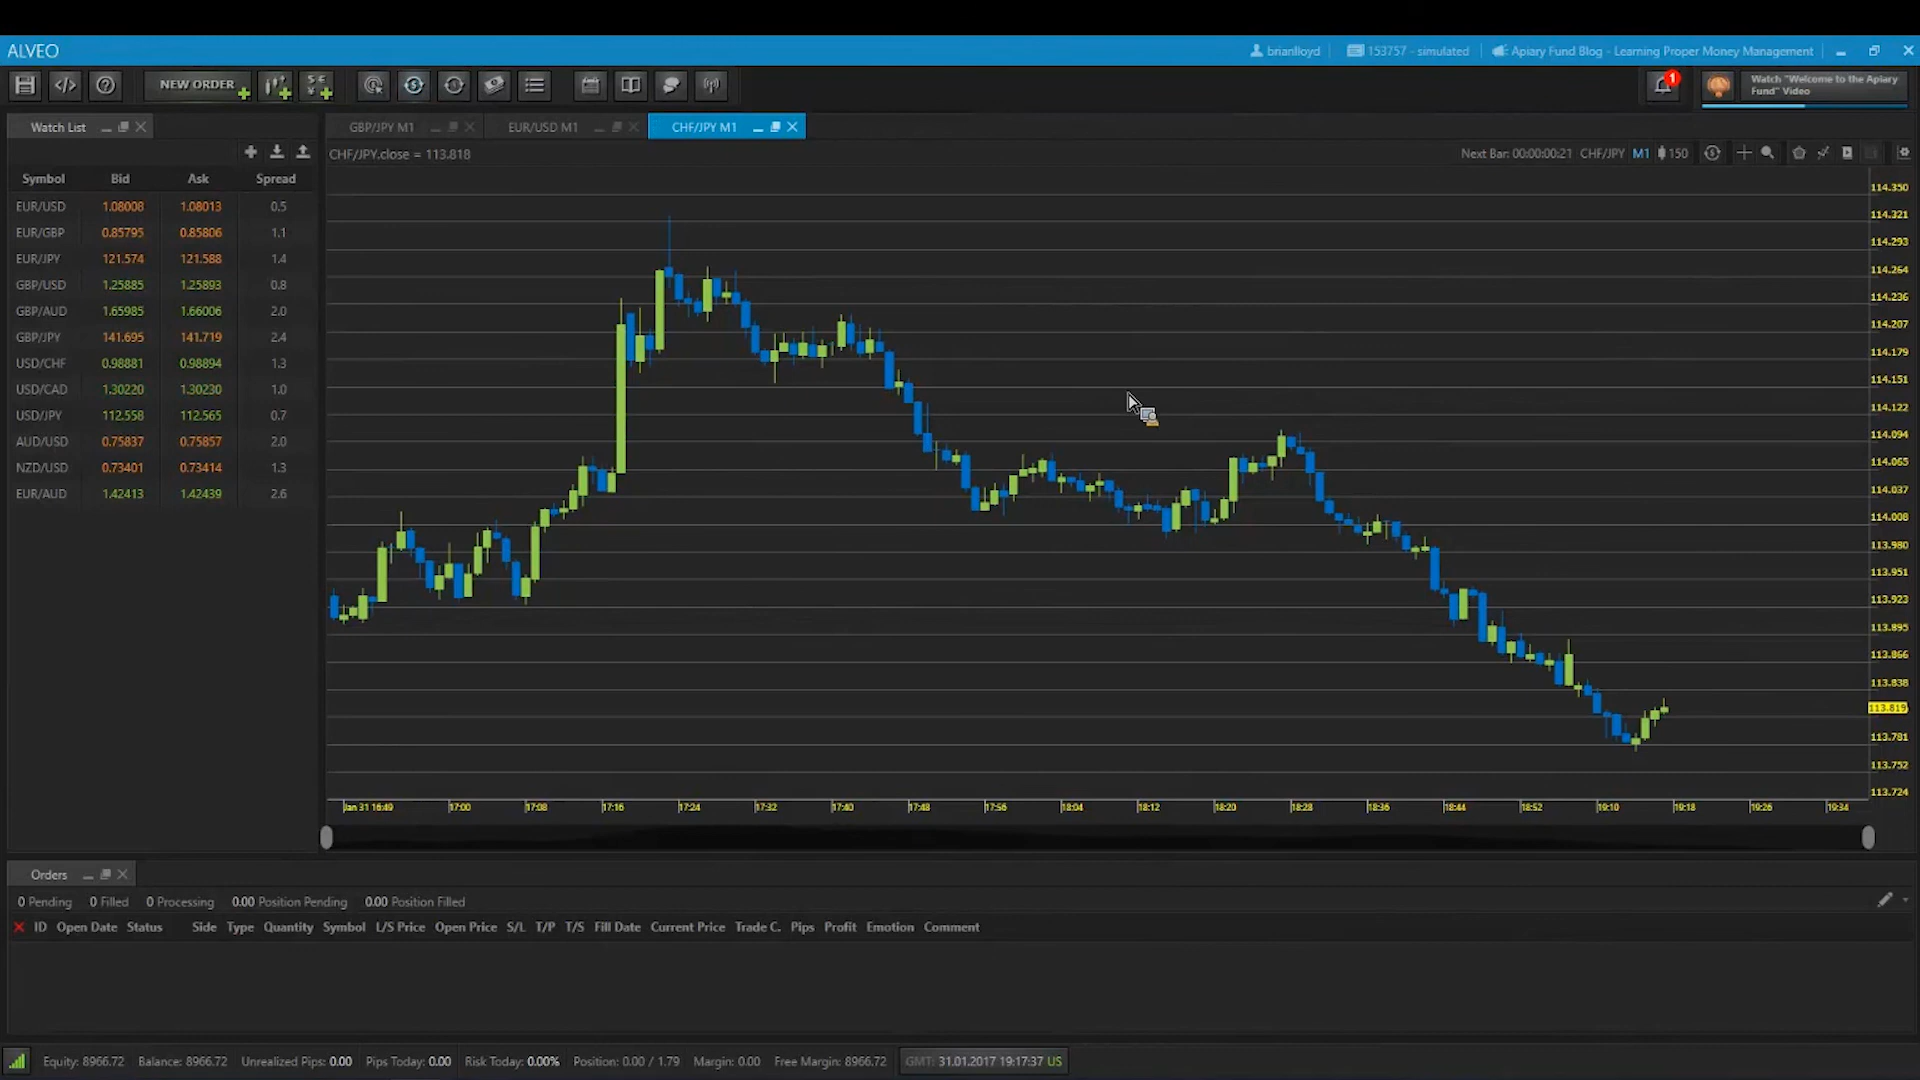 ALVEO
brianlloyd 153757 - simulated Apiary Fund Blog - Learning Proper Money Management
NEW ORDER
1
Watch "Welcome to the Apiary
Fund" Video
Watch List
GBP/JPY M1 EUR/USD M1 CHF/JPY M1
CHF/JPY.close = 113.818
Next Bar: 00:00:00:21 CHF/JPY M1 150
Symbol Bid Ask Spread
EUR/USD 1.08008 1.08013 0.5
EUR/GBP 0.85795 0.85806 1.1
EUR/JPY 121.574 121.588 1.4
GBP/USD 1.25885 1.25893 0.8
GBP/AUD 1.65985 1.66006 2.0
GBP/JPY 141.695 141.719 2.4
USD/CHF 0.98881 0.98894 1.3
USD/CAD 1.30220 1.30230 1.0
USD/JPY 112.558 112.565 0.7
AUD/USD 0.75837 0.75857 2.0
NZD/USD 0.73401 0.73414 1.3
EUR/AUD 1.42413 1.42439 2.6
114.350
114.321
114.293
114.264
114.236
114.207
114.179
114.151
114.122
114.094
114.065
114.037
114.008
113.980
113.951
113.923
113.895
113.866
113.838
113.819
113.781
113.752
113.724
Jan 31 16:49 17:00 17:08 17:16 17:24 17:32 17:40 17:48 17:56 18:04 18:12 18:20 18:28 18:36 18:44 18:52 19:10 19:18 19:26 19:34
Orders
0 Pending 0 Filled 0 Processing 0.00 Position Pending 0.00 Position Filled
ID Open Date Status Side Type Quantity Symbol L/S Price Open Price S/L T/P T/S Fill Date Current Price Trade C. Pips Profit Emotion Comment
Equity: 8966.72 Balance: 8966.72 Unrealized Pips: 0.00 Pips Today: 0.00 Risk Today: 0.00% Position: 0.00 / 1.79 Margin: 0.00 Free Margin: 8966.72 GMT: 31.01.2017 19:17:37 US